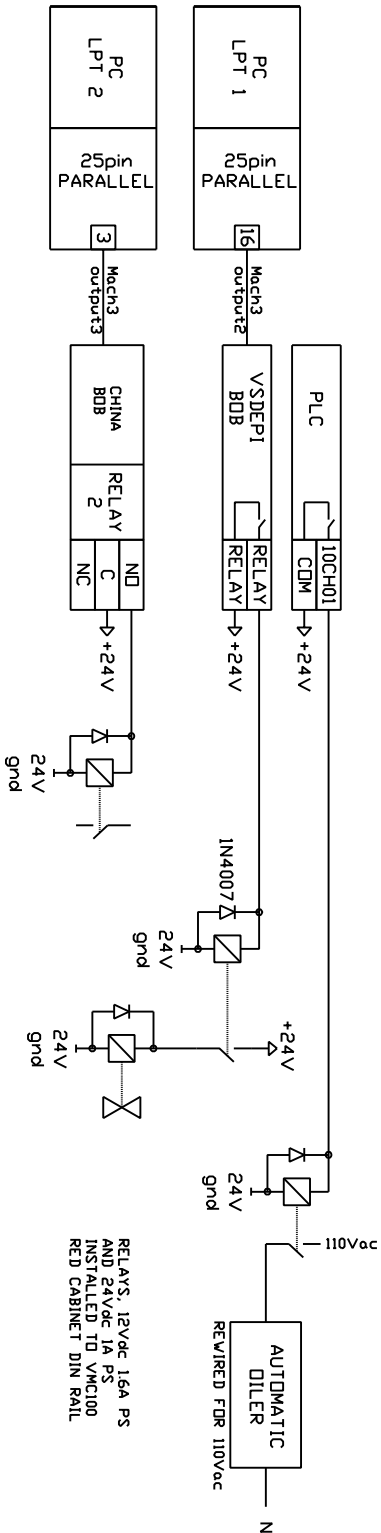 110Vac
PLC
10CH01
COM
+24V
24V
gnd
AUTOMATIC
OILER
N
REWIRED FOR 110Vac
PC
LPT 1
25pin
PARALLEL
16
Mach3
output2
VSDEPI
BOB
RELAY
RELAY
+24V
1N4007
24V
gnd
+24V
24V
gnd
PC
LPT 2
25pin
PARALLEL
3
Mach3
output3
CHINA
BOB
RELAY
2
NO
C
NC
+24V
24V
gnd
RELAYS, 12Vdc 1.6A PS
AND 24Vdc 1A PS
INSTALLED TO VMC100
RED CABINET DIN RAIL